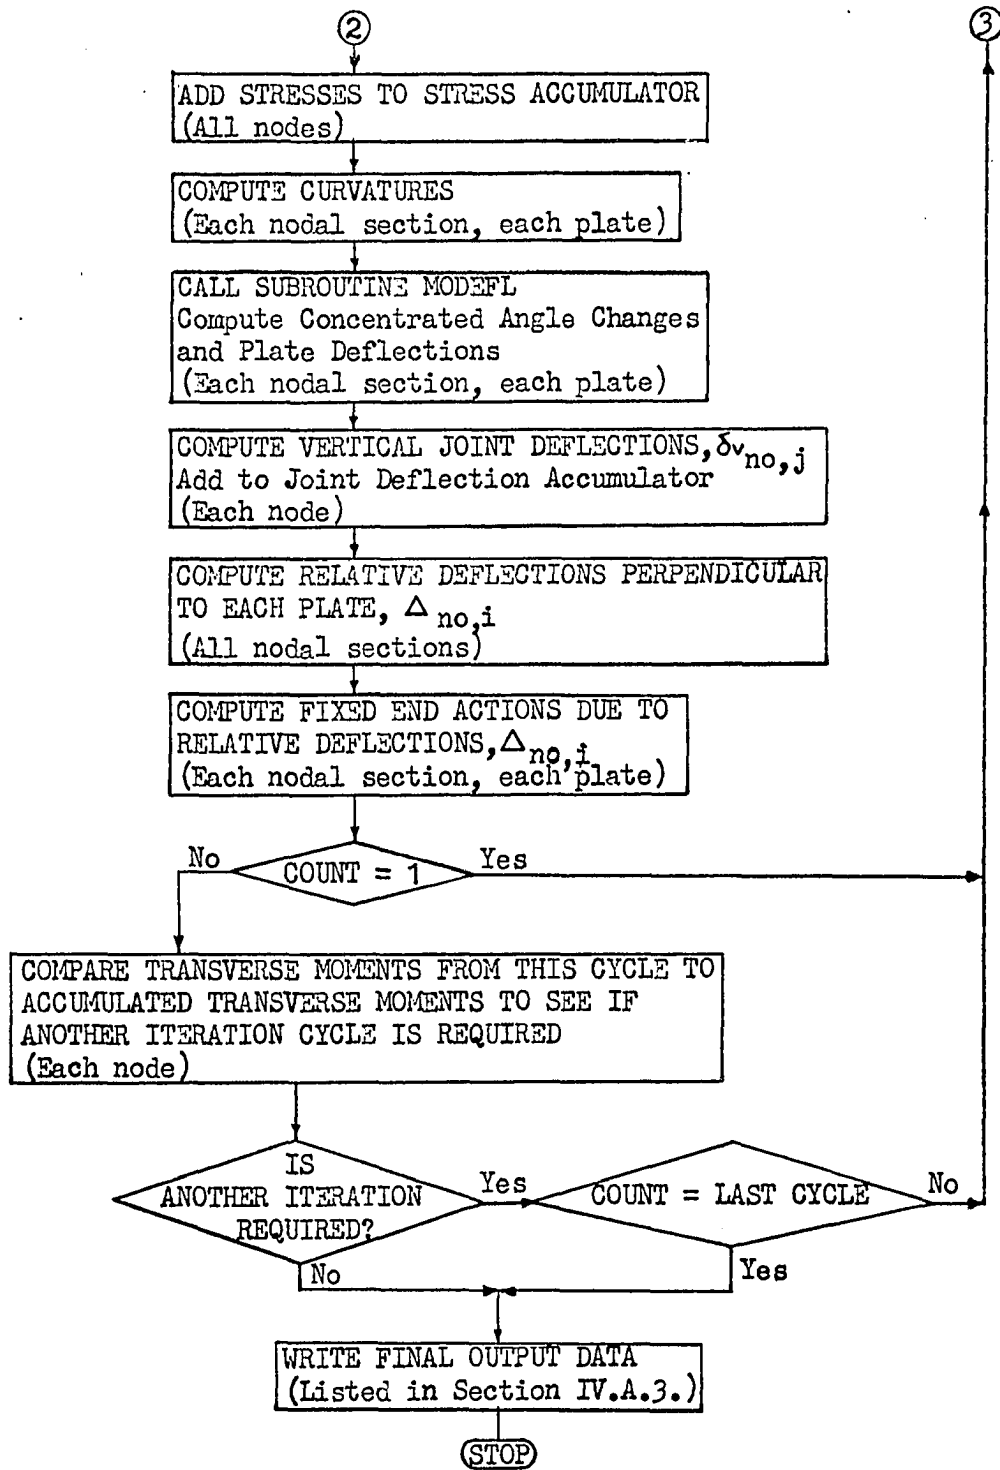 2
3
ADD STRESSES TO STRESS ACCUMULATOR
(All nodes)
COMPUTE CURVATURES
(Each nodal section, each plate)
CALL SUBROUTINE MODEFL
Compute Concentrated Angle Changes
and Plate Deflections
(Each nodal section, each plate)
COMPUTE VERTICAL JOINT DEFLECTIONS, δv no,j
Add to Joint Deflection Accumulator
(Each node)
COMPUTE RELATIVE DEFLECTIONS PERPENDICULAR
TO EACH PLATE, Δ no,i
(All nodal sections)
COMPUTE FIXED END ACTIONS DUE TO
RELATIVE DEFLECTIONS, Δ no,i
(Each nodal section, each plate)
No
COUNT = 1
Yes
COMPARE TRANSVERSE MOMENTS FROM THIS CYCLE TO
ACCUMULATED TRANSVERSE MOMENTS TO SEE IF
ANOTHER ITERATION CYCLE IS REQUIRED
(Each node)
IS
ANOTHER ITERATION
REQUIRED?
Yes
COUNT = LAST CYCLE
No
No
Yes
WRITE FINAL OUTPUT DATA
(Listed in Section IV.A.3.)
STOP